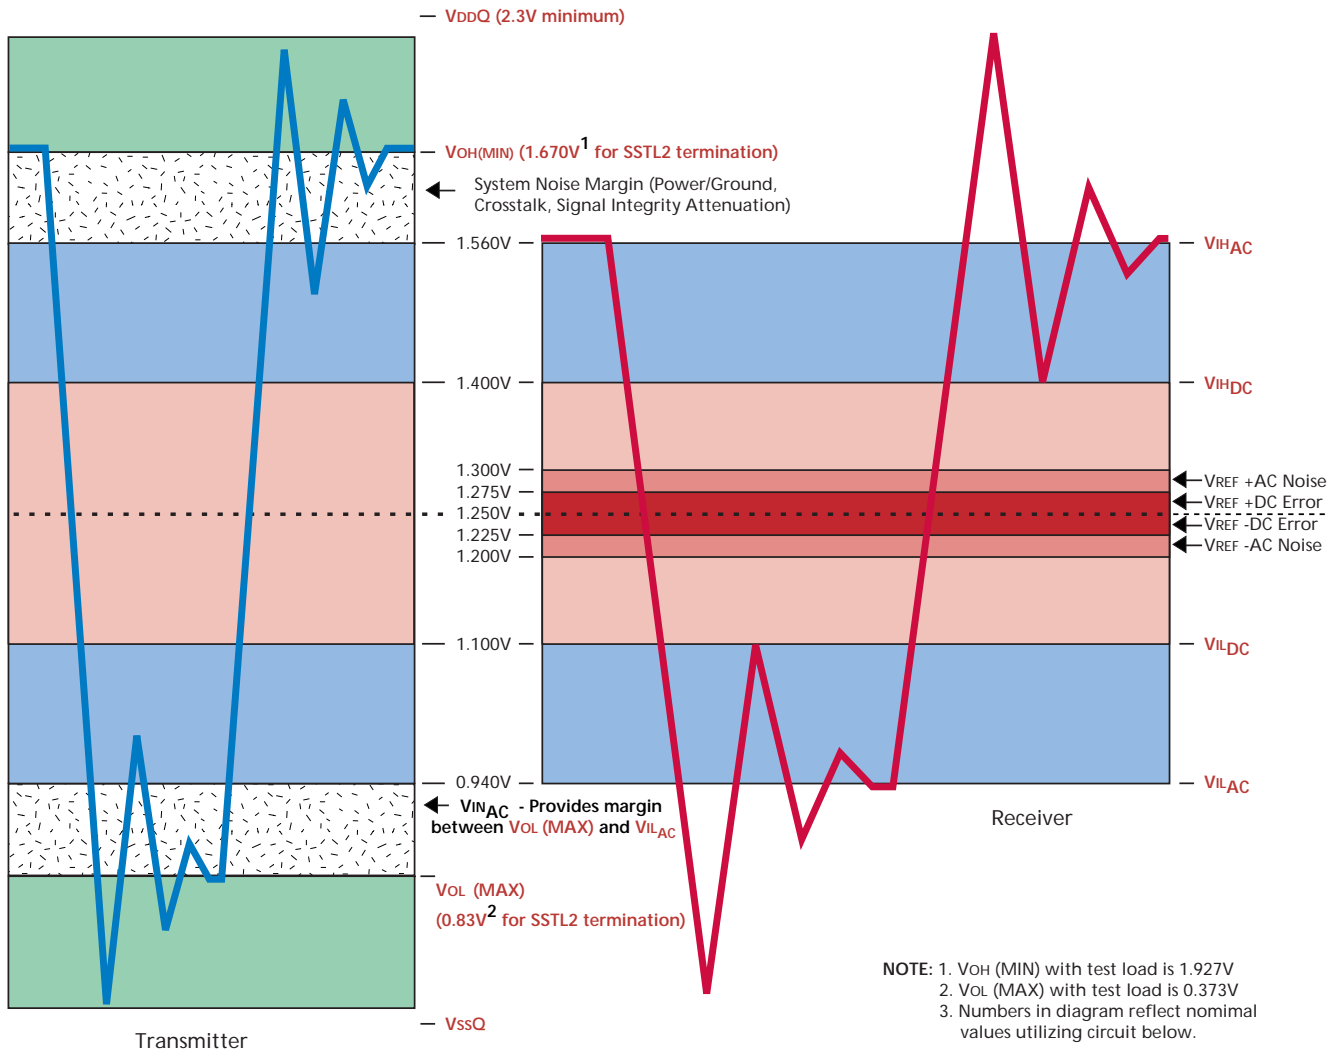 VDDQ (2.3V minimum)
VOH(MIN) (1.670V1 for SSTL2 termination)
System Noise Margin (Power/Ground,
Crosstalk, Signal Integrity Attenuation)
1.560V
VIHAC
1.400V
VIHDC
1.300V
VREF +AC Noise
1.275V
VREF +DC Error
1.250V
VREF -DC Error
1.225V
VREF -AC Noise
1.200V
1.100V
VILDC
0.940V
VILAC
VINAC - Provides margin
between VOL (MAX) and VILAC
Receiver
VOL (MAX)
(0.83V2 for SSTL2 termination)
NOTE: 1. VOH (MIN) with test load is 1.927V
2. VOL (MAX) with test load is 0.373V
3. Numbers in diagram reflect nomimal
values utilizing circuit below.
VSSQ
Transmitter